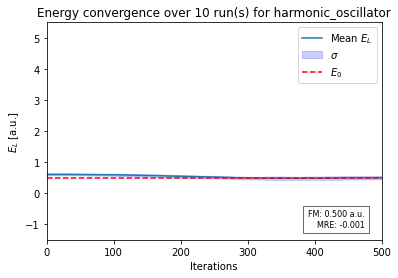 Energy convergence over 10 run(s) for harmonic_oscillator
Mean $E_L$
σ
$E_0$
5
4
3
2
1
0
−1
$E_L$ [a.u.]
FM: 0.500 a.u.
MRE: -0.001
0 100 200 300 400 500
Iterations